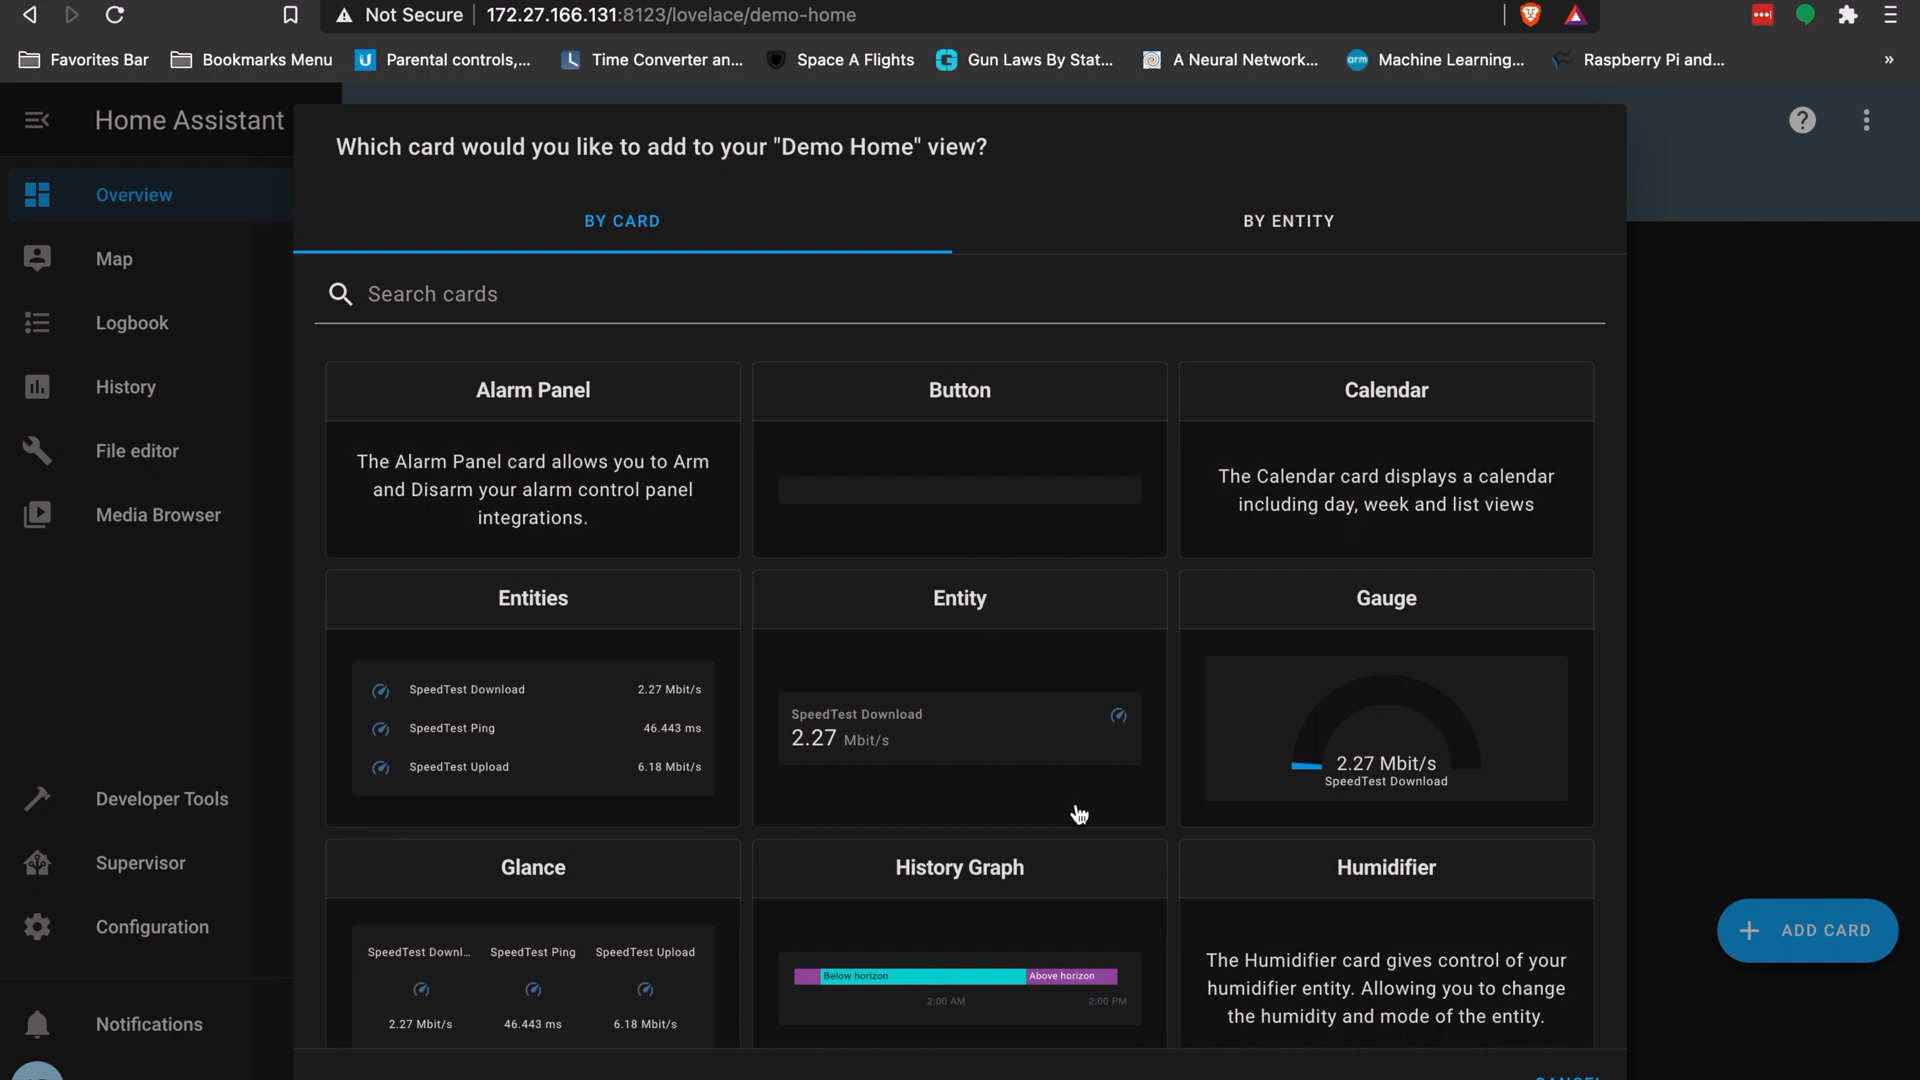 Not Secure 172.27.166.131:8123/lovelace/demo-home
Favorites Bar Bookmarks Menu Parental controls,... Time Converter an... Space A Flights Gun Laws By Stat... A Neural Network... Machine Learning... Raspberry Pi and... »
Home Assistant
Overview
Map
Logbook
History
File editor
Media Browser
Developer Tools
Supervisor
Configuration
Notifications
Which card would you like to add to your "Demo Home" view?
BY CARD BY ENTITY
Search cards
Alarm Panel
The Alarm Panel card allows you to Arm
and Disarm your alarm control panel
integrations.
Button
Calendar
The Calendar card displays a calendar
including day, week and list views
Entities
SpeedTest Download 2.27 Mbit/s
SpeedTest Ping 46.443 ms
SpeedTest Upload 6.18 Mbit/s
Entity
SpeedTest Download
2.27 Mbit/s
Gauge
2.27 Mbit/s
SpeedTest Download
Glance
SpeedTest Downl... SpeedTest Ping SpeedTest Upload
2.27 Mbit/s 46.443 ms 6.18 Mbit/s
History Graph
Below horizon Above horizon
2:00 AM 2:00 PM
Humidifier
The Humidifier card gives control of your
humidifier entity. Allowing you to change
the humidity and mode of the entity.
ADD CARD